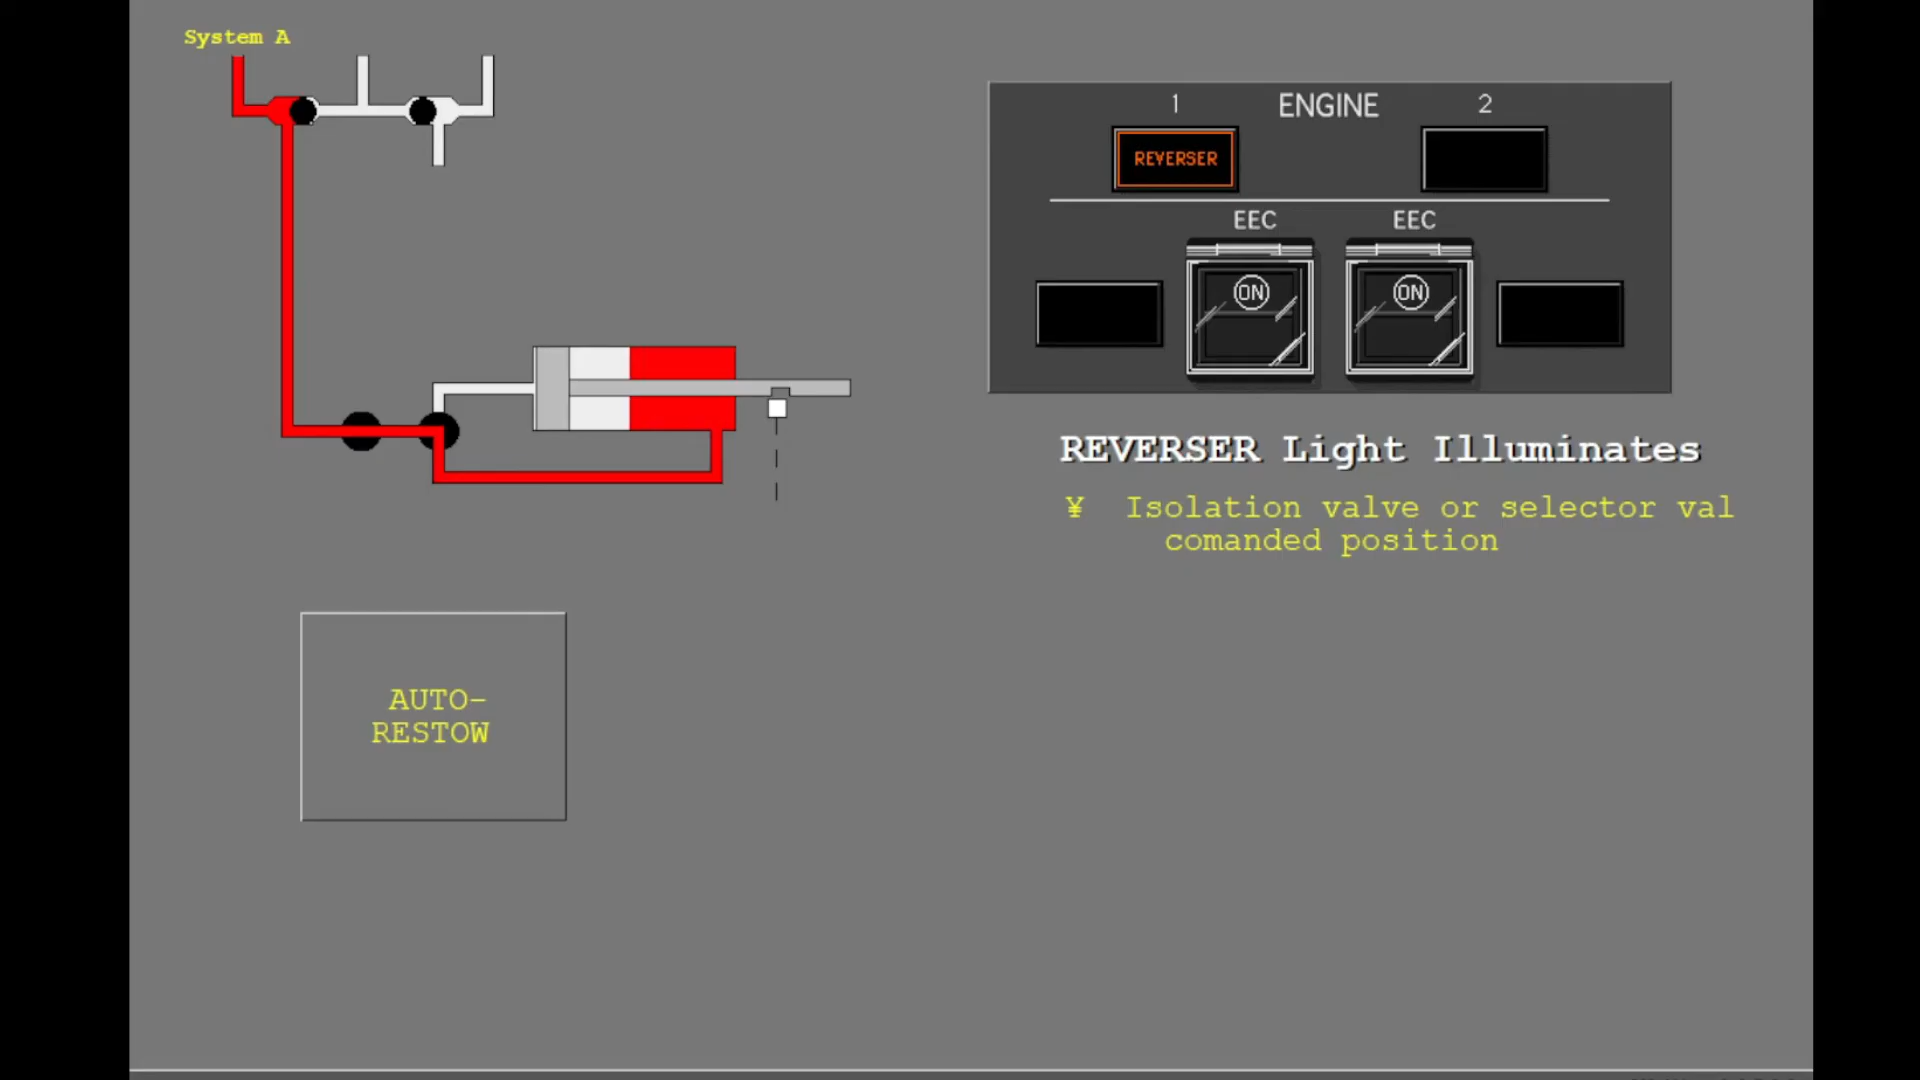 System A
1 ENGINE 2
REVERSER
EEC EEC
ON ON
REVERSER Light Illuminates
¥ Isolation valve or selector val
comanded position
AUTO-
RESTOW